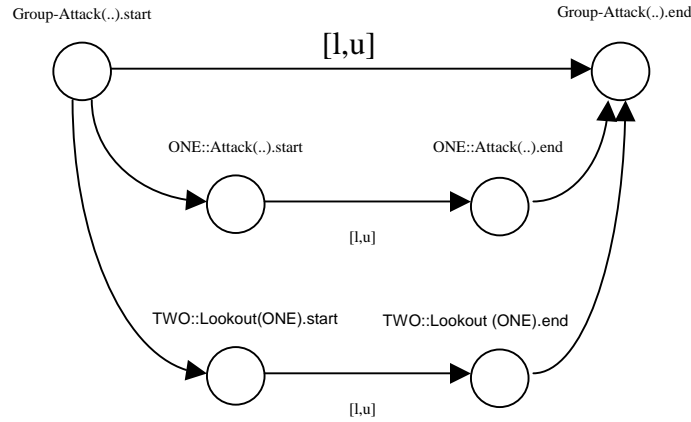 Group-Attack(..).start
Group-Attack(..).end
[l,u]
ONE::Attack(..).start
ONE::Attack(..).end
[l,u]
TWO::Lookout(ONE).start
TWO::Lookout (ONE).end
[l,u]